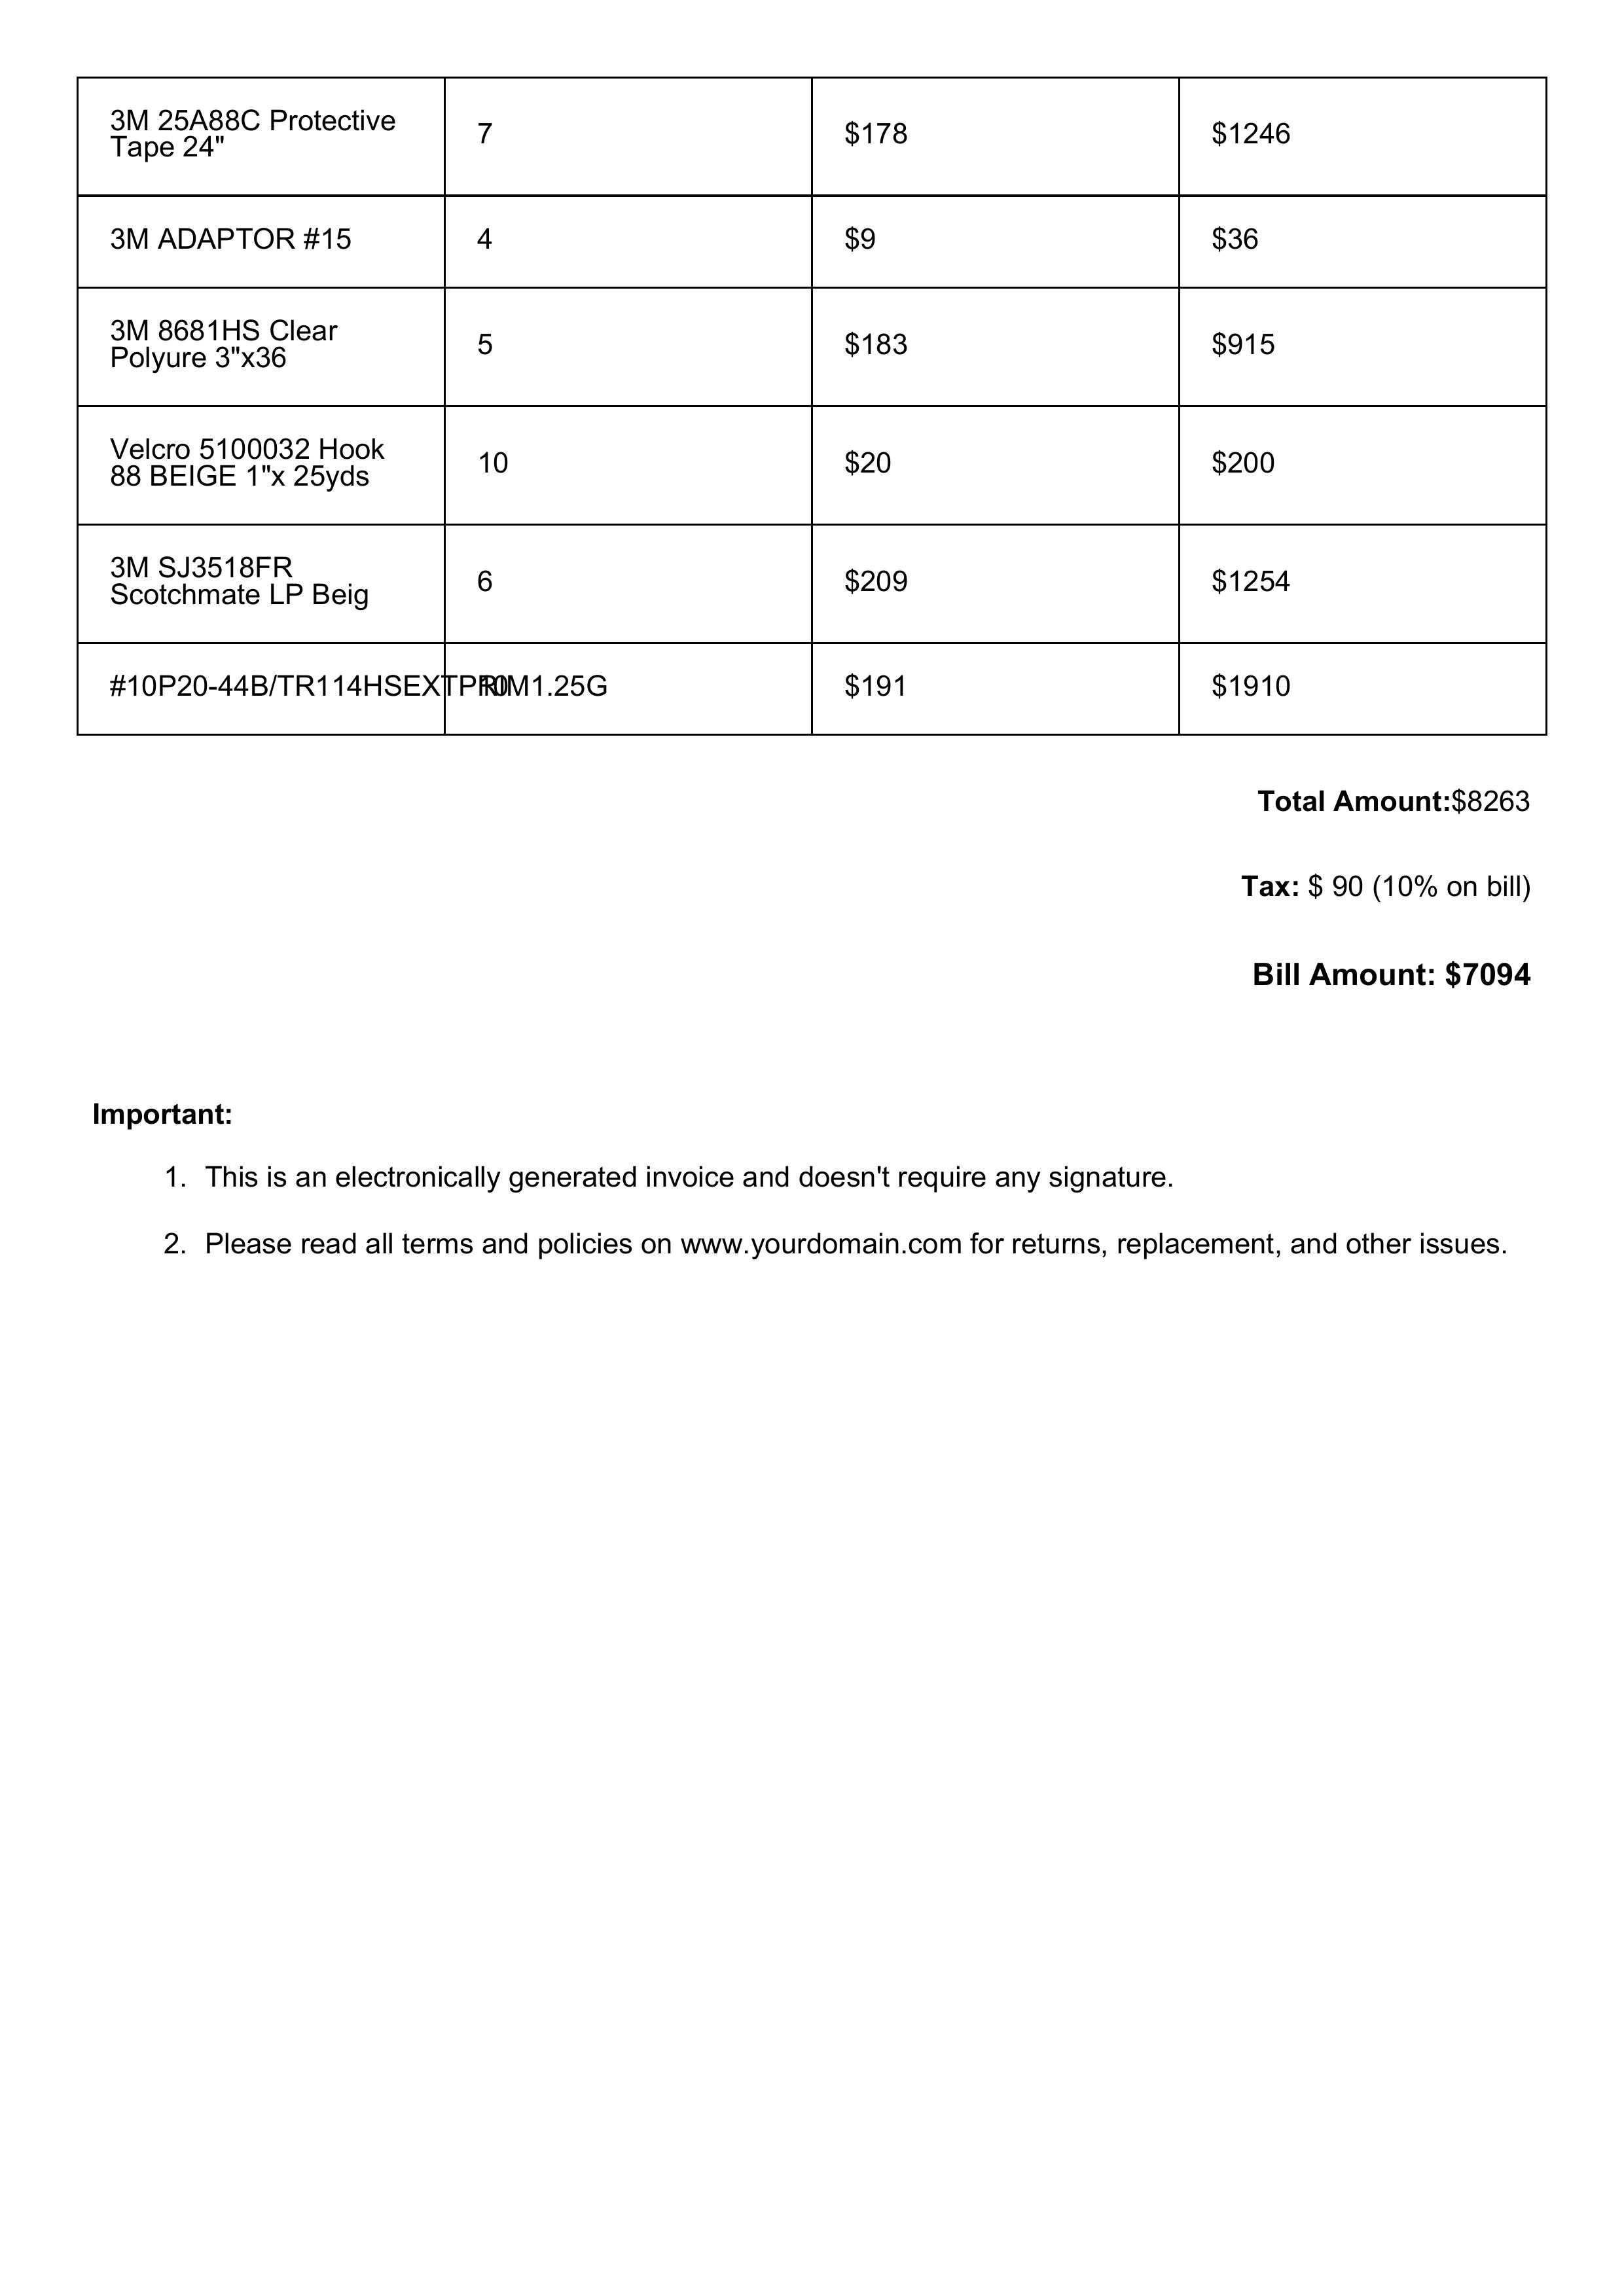 3M 25A88C Protective
Tape 24"
7
$178
$1246
3M ADAPTOR #15
4
$9
$36
3M 8681HS Clear
Polyure 3"x36
5
$183
$915
Velcro 5100032 Hook
88 BEIGE 1"x 25yds
10
$20
$200
3M SJ3518FR
Scotchmate LP Beig
6
$209
$1254
#10P20-44B/TR114HSEXTPRIM1.25G
10
$191
$1910
Total Amount:$8263
Tax: $ 90 (10% on bill)
Bill Amount: $7094
Important:
1. This is an electronically generated invoice and doesn't require any signature.
2. Please read all terms and policies on www.yourdomain.com for returns, replacement, and other issues.